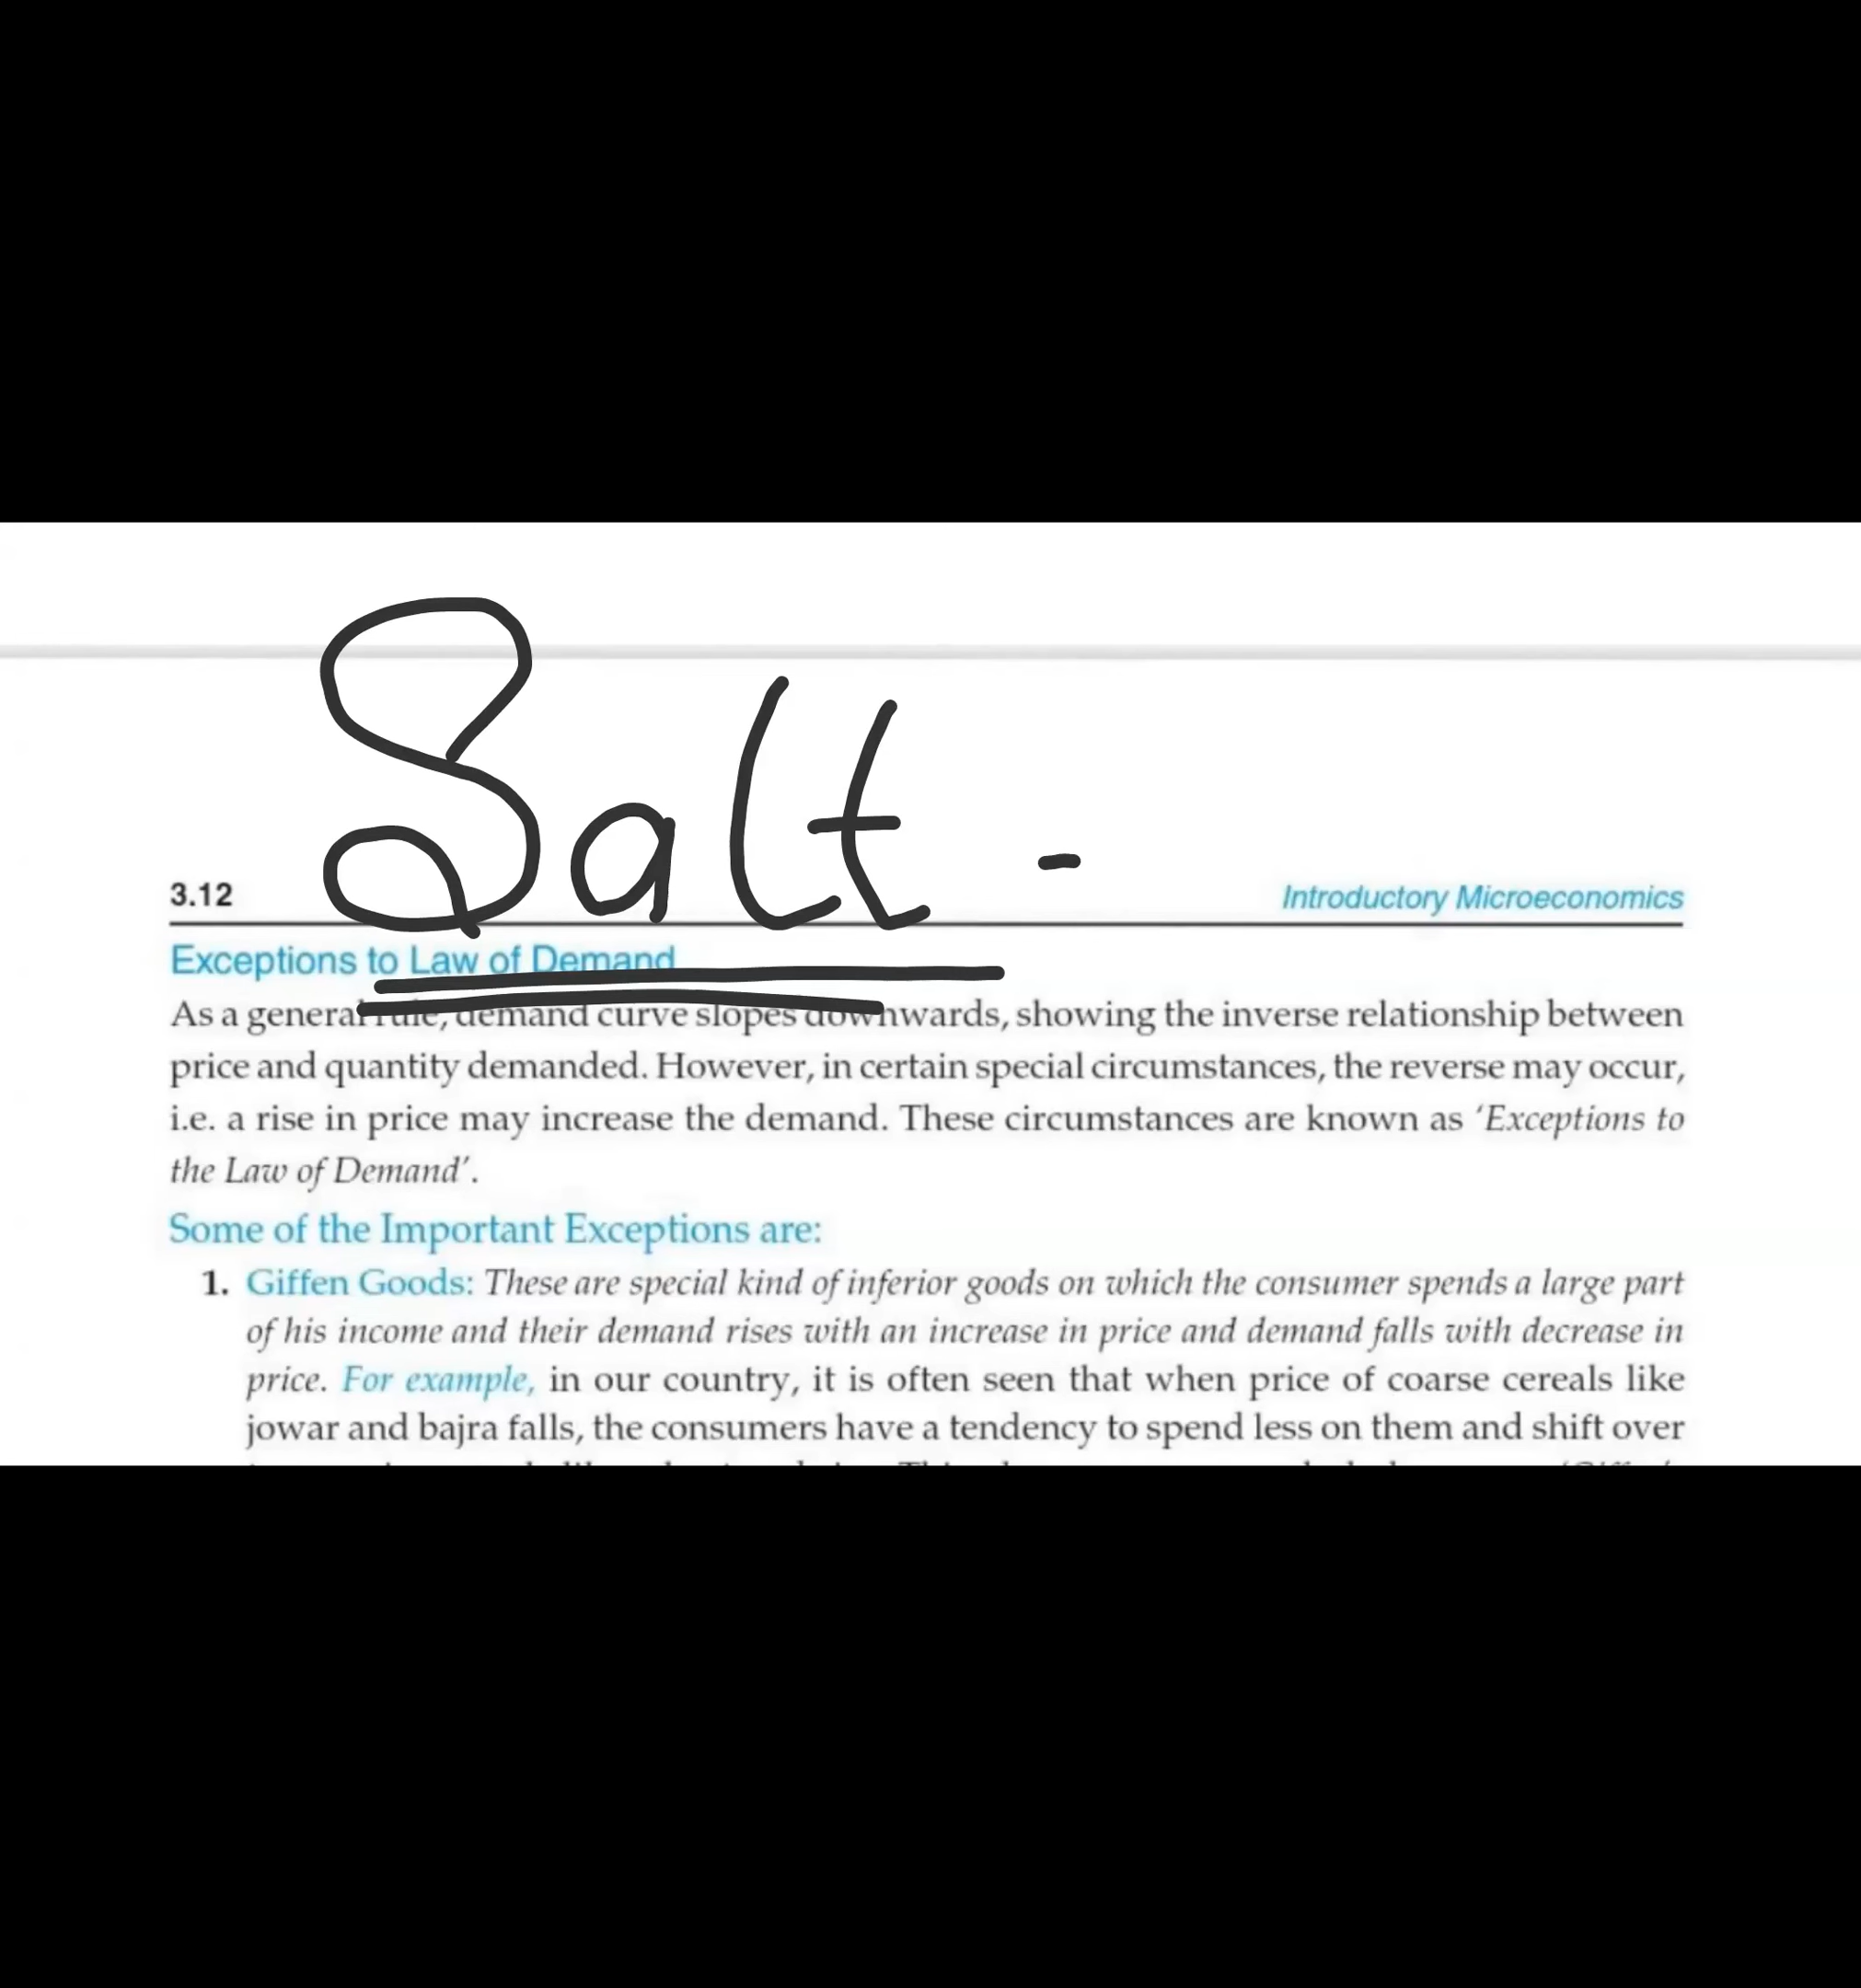 Salt -
3.12 Introductory Microeconomics
Exceptions to Law of Demand
As a general rule, demand curve slopes downwards, showing the inverse relationship between
price and quantity demanded. However, in certain special circumstances, the reverse may occur,
i.e. a rise in price may increase the demand. These circumstances are known as ‘Exceptions to
the Law of Demand’.
Some of the Important Exceptions are:
1. Giffen Goods: These are special kind of inferior goods on which the consumer spends a large part
of his income and their demand rises with an increase in price and demand falls with decrease in
price. For example, in our country, it is often seen that when price of coarse cereals like
jowar and bajra falls, the consumers have a tendency to spend less on them and shift over